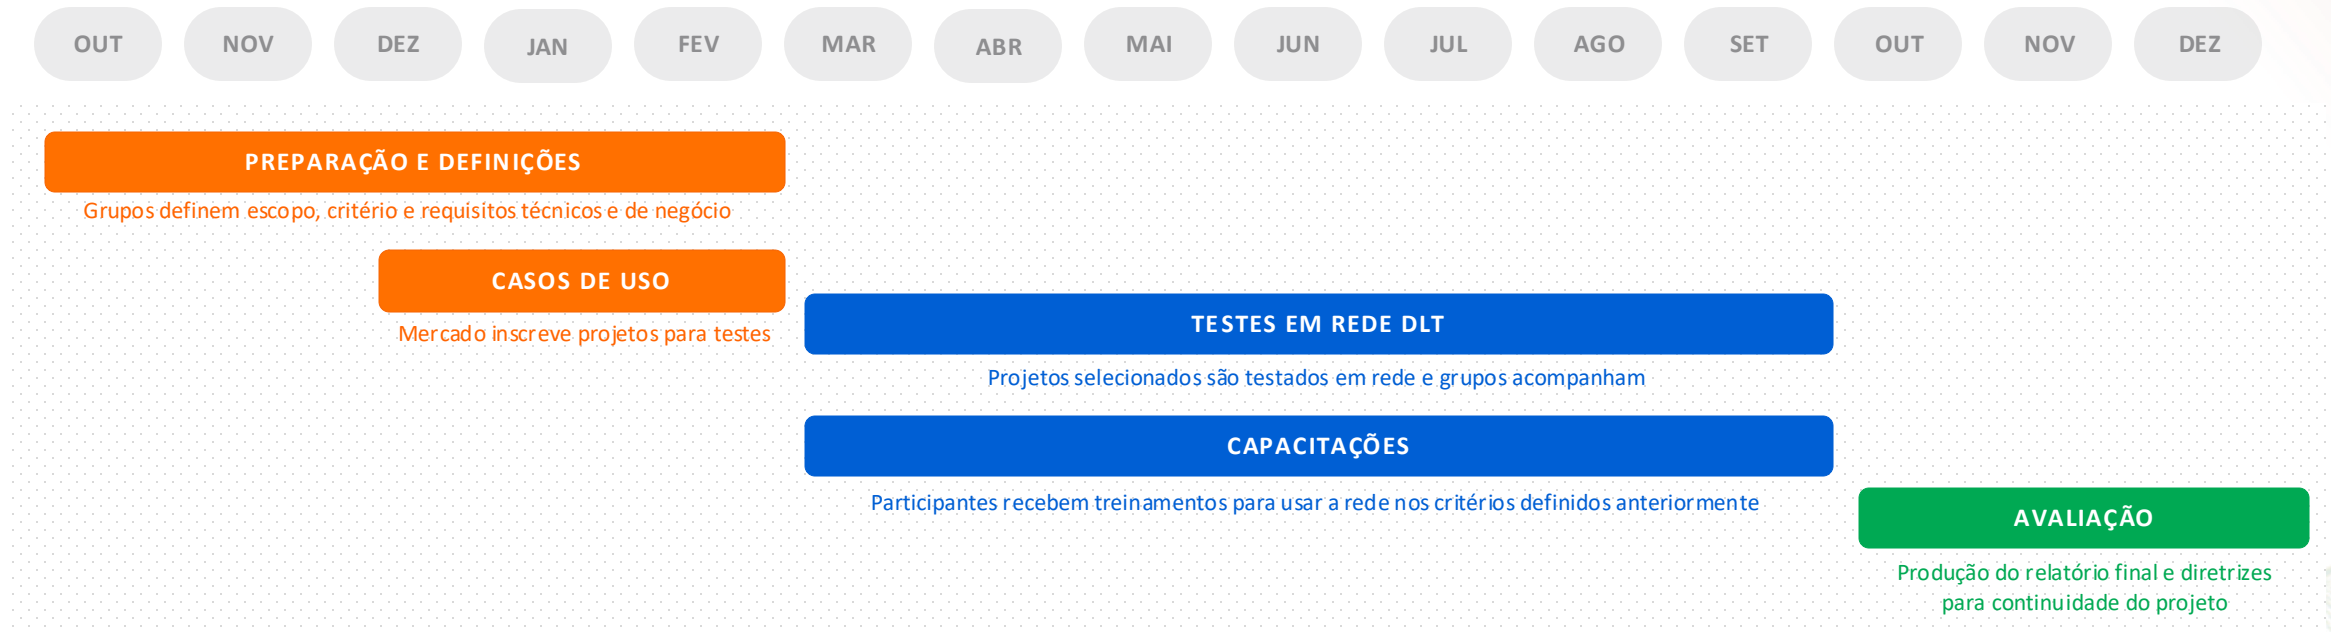 OUT NOV DEZ JAN FEV MAR ABR MAI JUN JUL AGO SET OUT NOV DEZ
PREPARAÇÃO E DEFINIÇÕES
Grupos definem escopo, critério e requisitos técnicos e de negócio
CASOS DE USO
Mercado inscreve projetos para testes
TESTES EM REDE DLT
Projetos selecionados são testados em rede e grupos acompanham
CAPACITAÇÕES
Participantes recebem treinamentos para usar a rede nos critérios definidos anteriormente
AVALIAÇÃO
Produção do relatório final e diretrizes
para continuidade do projeto